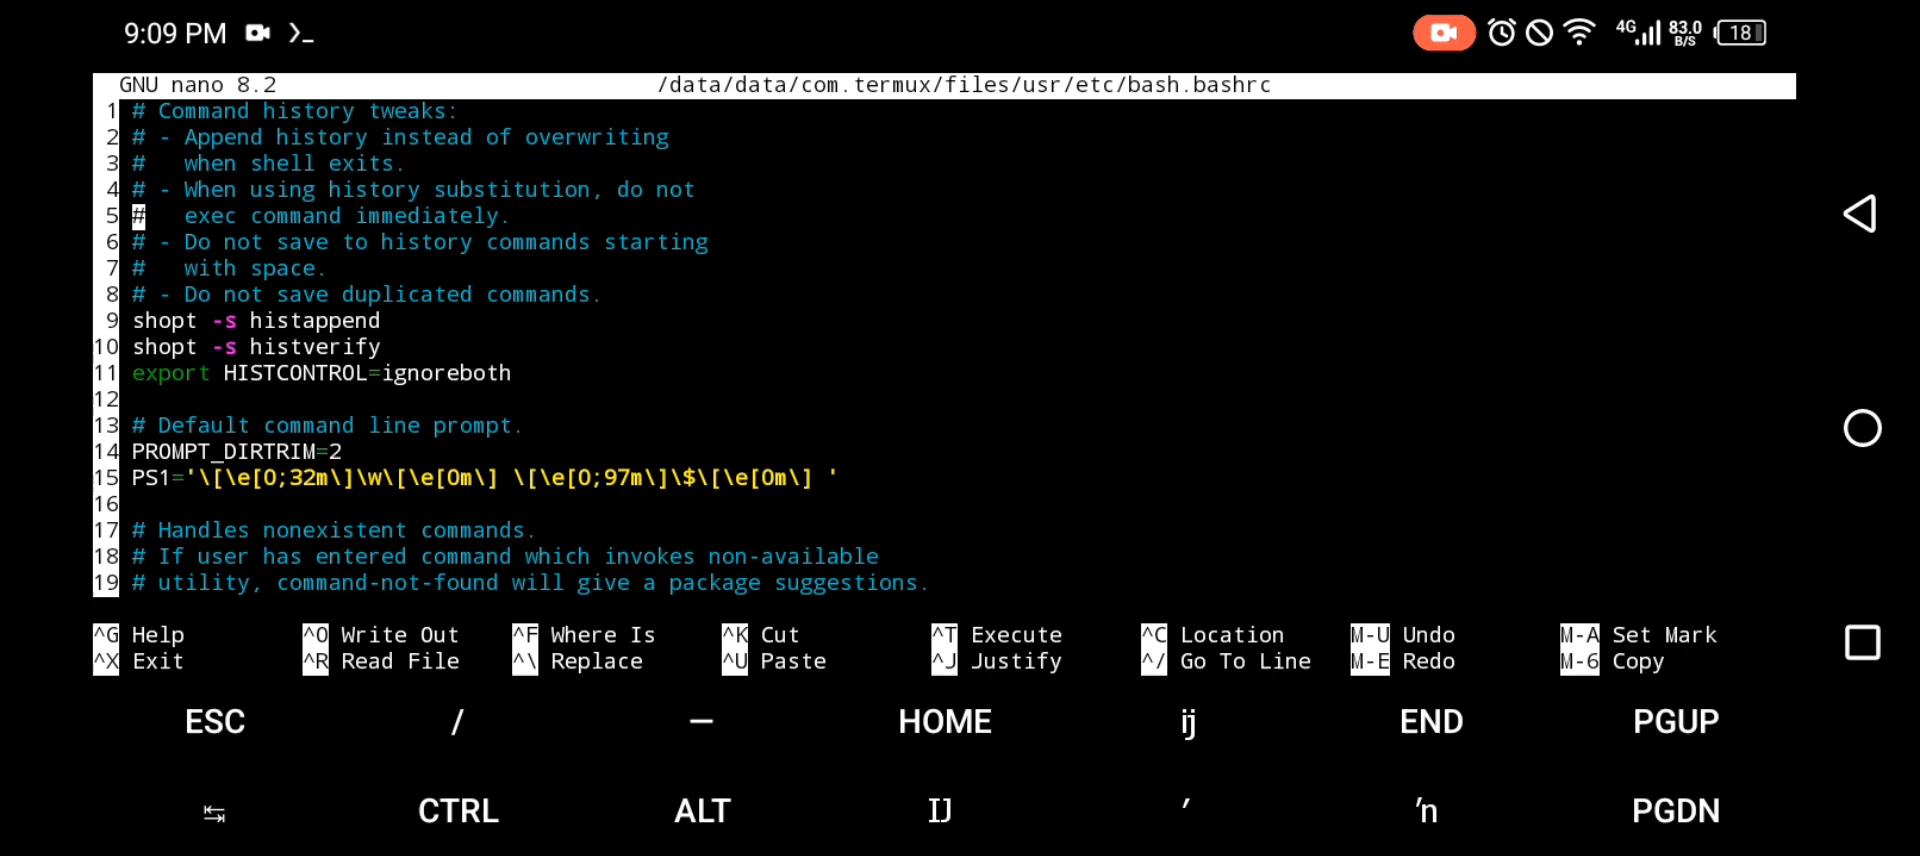 9:09 PM
4G 83.0 B/S 18
GNU nano 8.2 /data/data/com.termux/files/usr/etc/bash.bashrc
1 # Command history tweaks:
2 # - Append history instead of overwriting
3 #   when shell exits.
4 # - When using history substitution, do not
5 #   exec command immediately.
6 # - Do not save to history commands starting
7 #   with space.
8 # - Do not save duplicated commands.
9 shopt -s histappend
10 shopt -s histverify
11 export HISTCONTROL=ignoreboth
12
13 # Default command line prompt.
14 PROMPT_DIRTRIM=2
15 PS1='\[\e[0;32m\]\w\[\e[0m\] \[\e[0;97m\]\$\[\e[0m\] '
16
17 # Handles nonexistent commands.
18 # If user has entered command which invokes non-available
19 # utility, command-not-found will give a package suggestions.
^G Help ^O Write Out ^F Where Is ^K Cut ^T Execute ^C Location M-U Undo M-A Set Mark
^X Exit ^R Read File ^\ Replace ^U Paste ^J Justify ^/ Go To Line M-E Redo M-6 Copy
ESC / — HOME ĳ END PGUP
↹ CTRL ALT Ĳ ′ ŉ PGDN